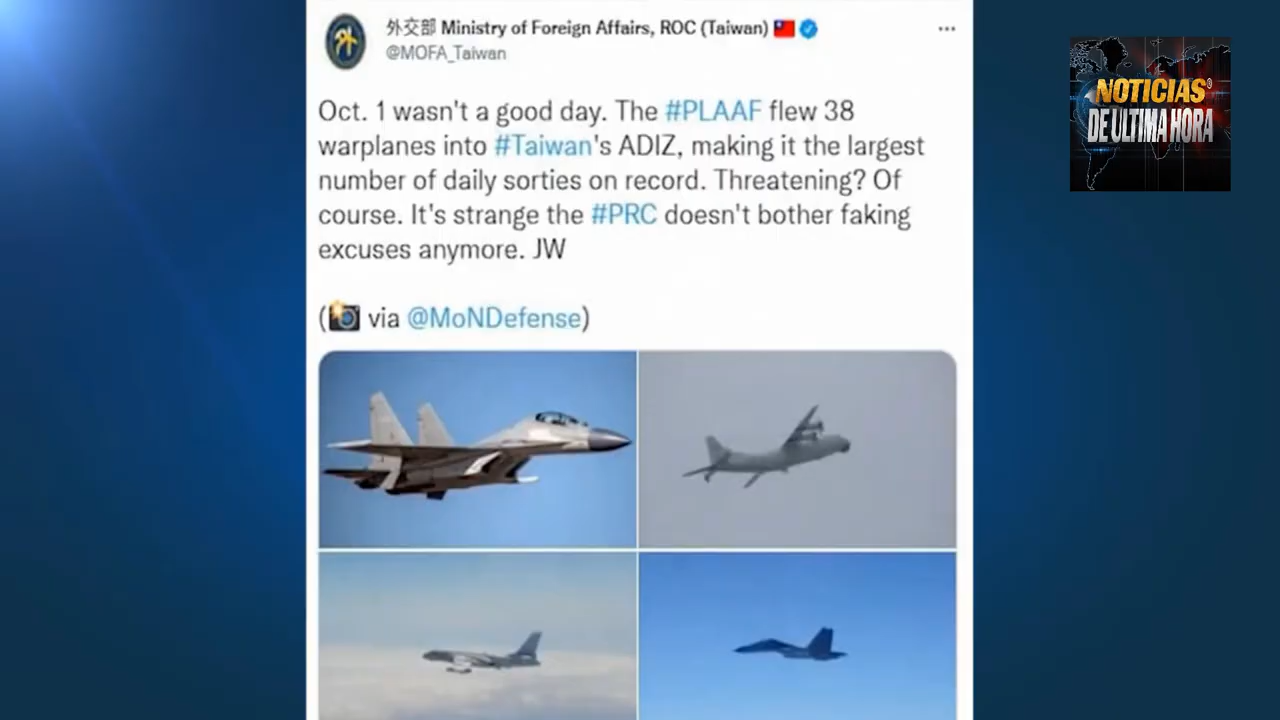 外交部 Ministry of Foreign Affairs, ROC (Taiwan)
@MOFA_Taiwan
Oct. 1 wasn't a good day. The #PLAAF flew 38
warplanes into #Taiwan's ADIZ, making it the largest
number of daily sorties on record. Threatening? Of
course. It's strange the #PRC doesn't bother faking
excuses anymore. JW
(📸 via @MoNDefense)
NOTICIAS®
DE ULTIMA HORA